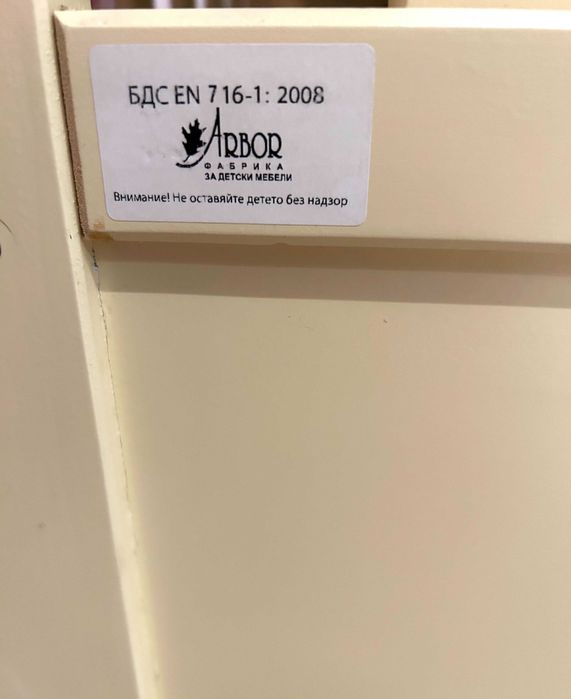 БДС EN 716-1: 2008
ARBOR
ФАБРИКА
ЗА ДЕТСКИ МЕБЕЛИ
Внимание! Не оставяйте детето без надзор